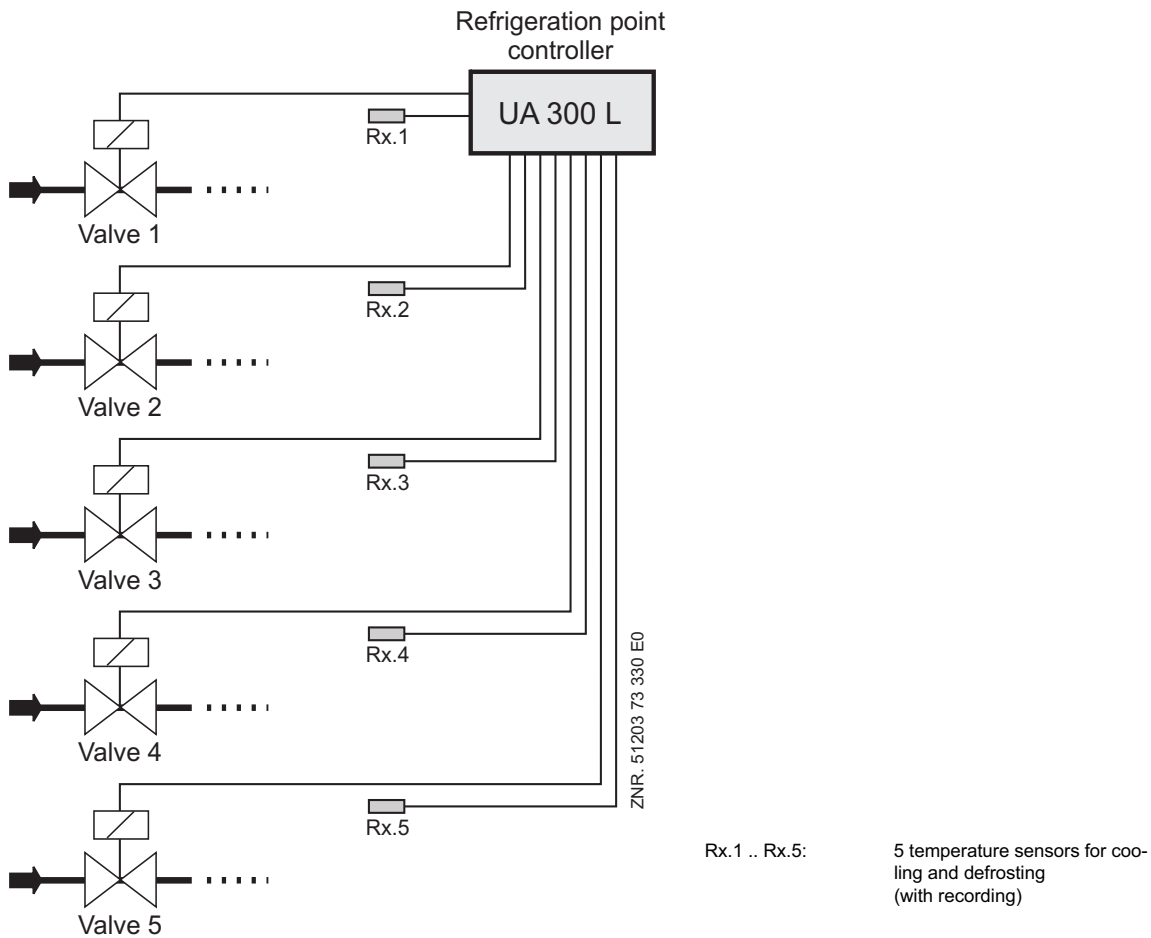 Refrigeration point
controller
UA 300 L
Rx.1
Valve 1
Rx.2
Valve 2
Rx.3
Valve 3
Rx.4
Valve 4
ZNR. 51203 73 330 E0
Rx.5
Valve 5
Rx.1 .. Rx.5:
5 temperature sensors for coo-
ling and defrosting
(with recording)